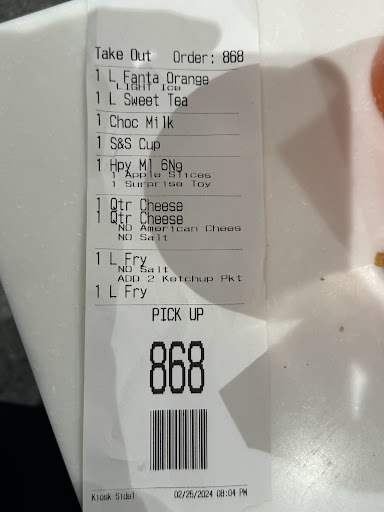 Take Out Order: 868
1 L Fanta Orange
LIGHT Ice
1 L Sweet Tea
1 Choc Milk
1 S&S Cup
1 Hpy Ml 6Ng
1 Apple Slices
1 Surprise Toy
1 Qtr Cheese
1 Qtr Cheese
NO American Chees
NO Salt
1 L Fry
NO Salt
ADD 2 Ketchup Pkt
1 L Fry
PICK UP
868
Kiosk Side1 02/25/2024 08:04 PM